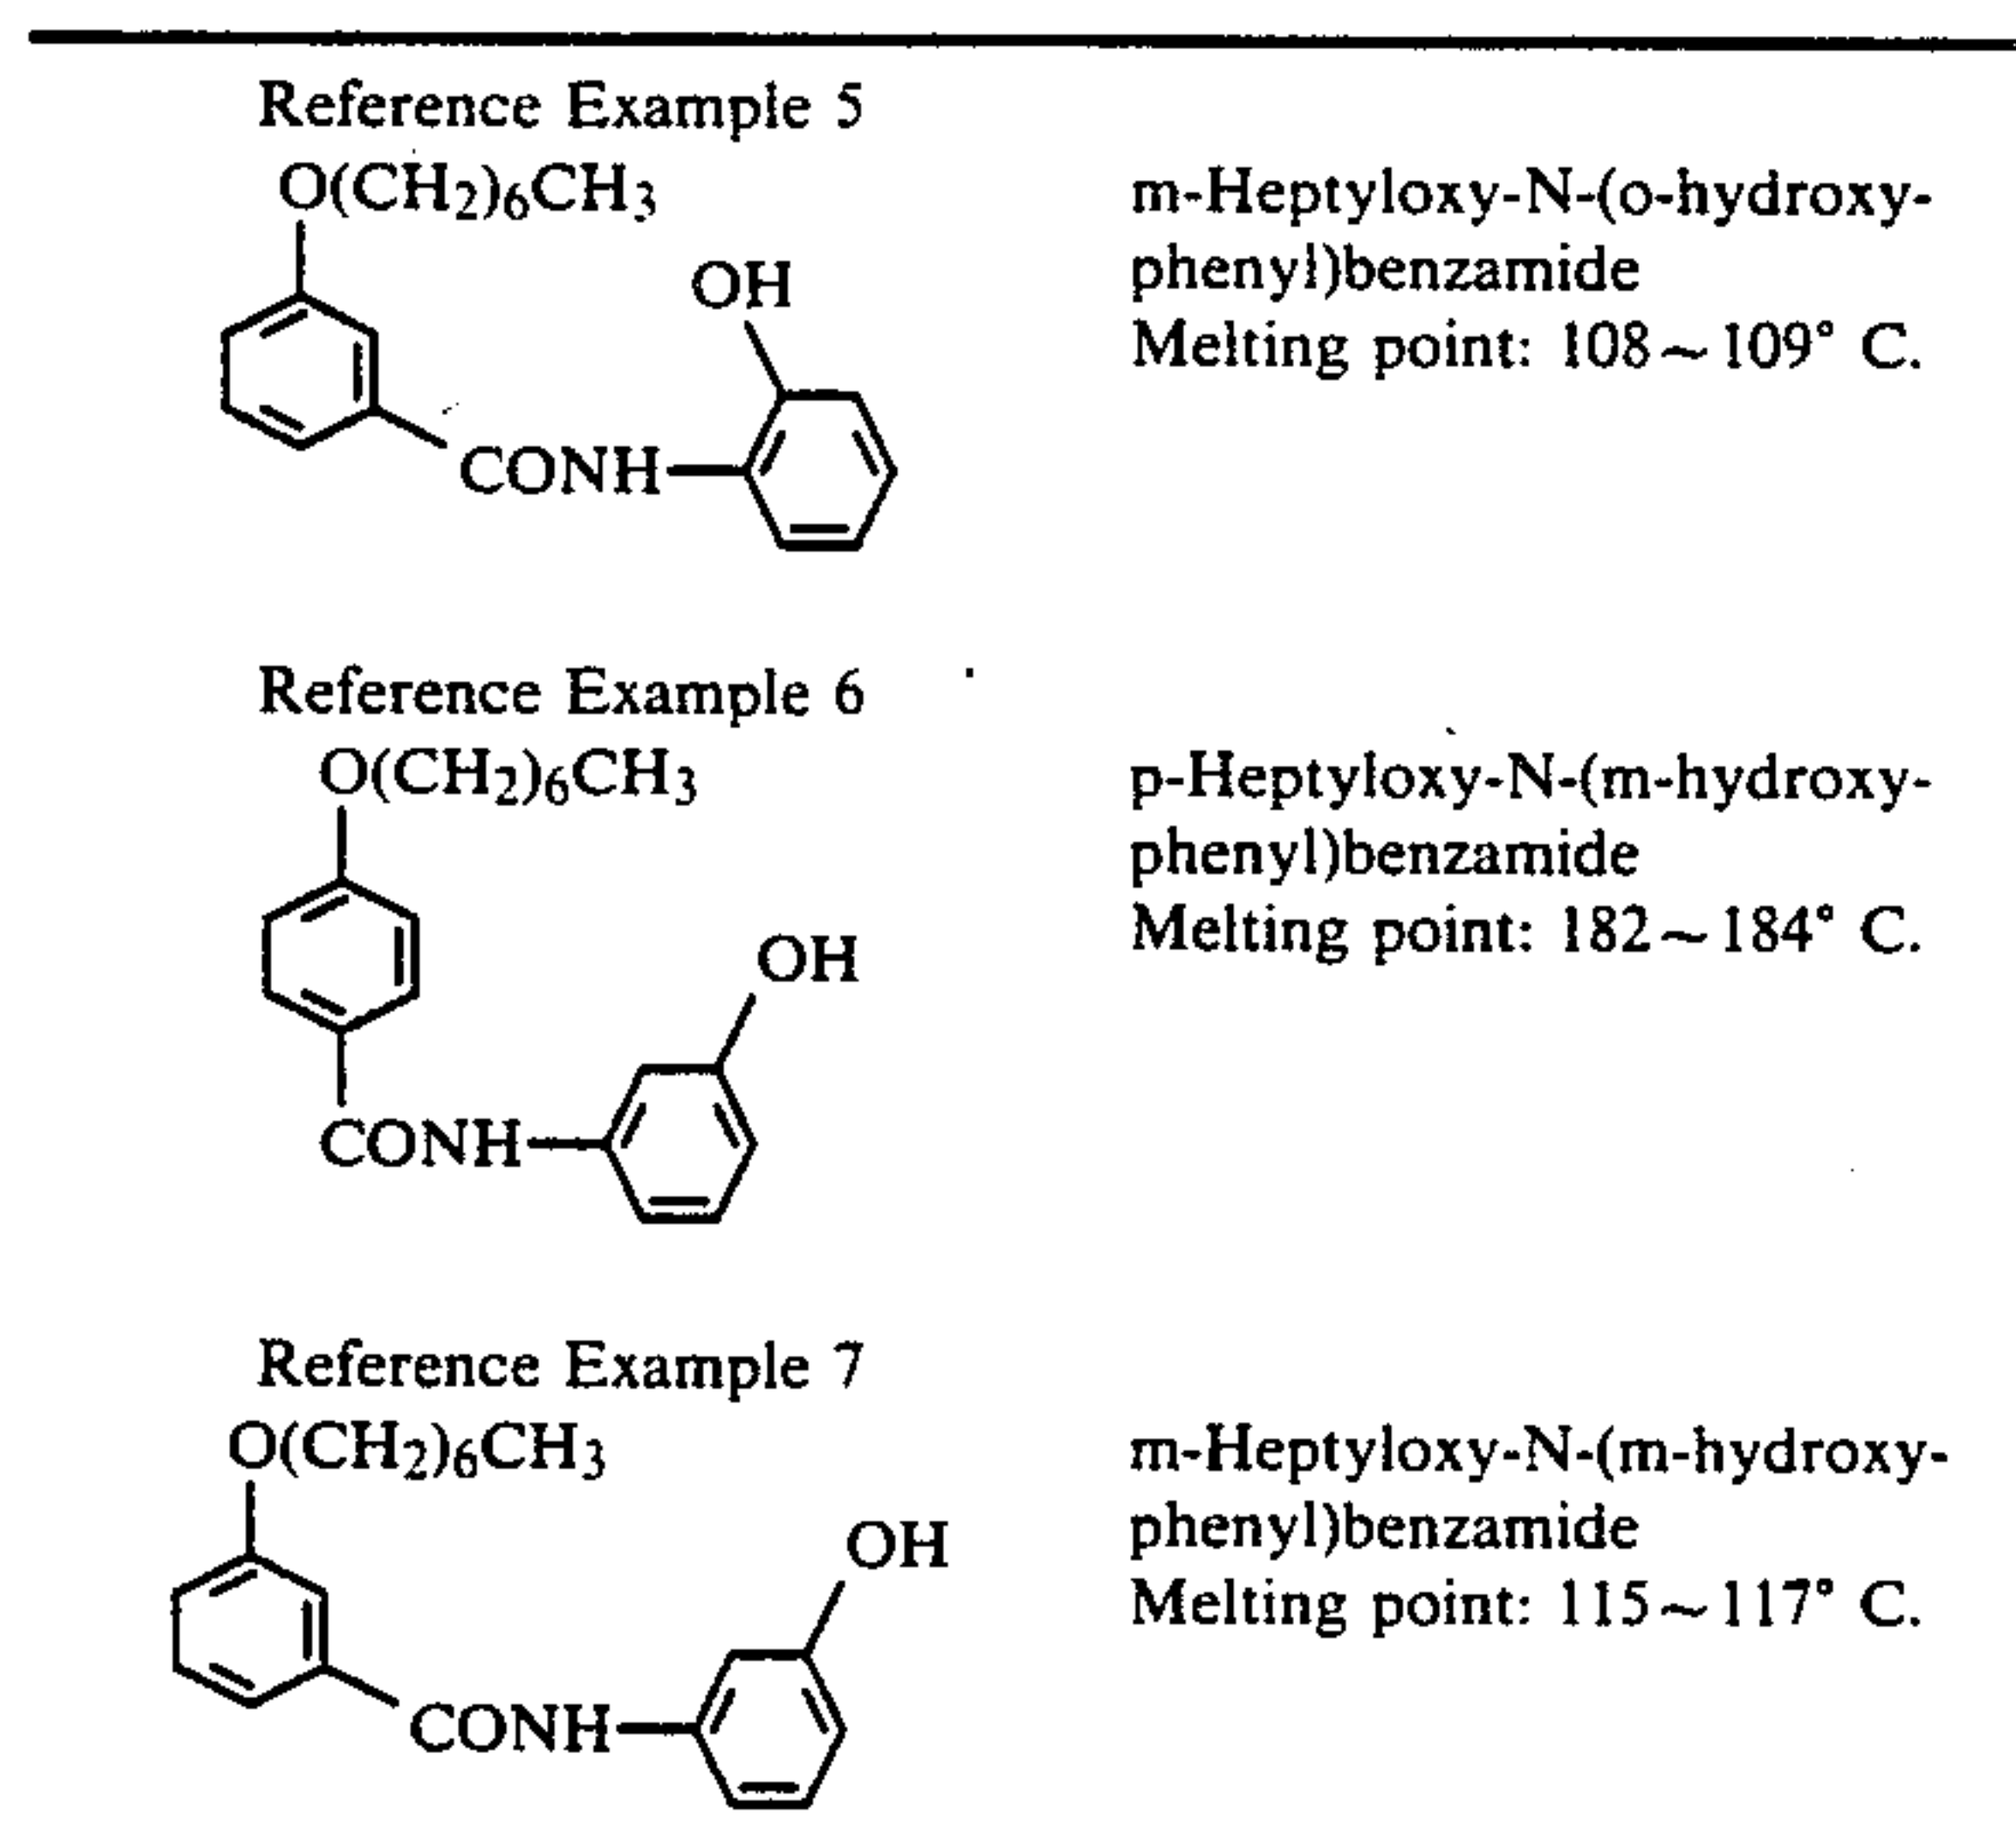 Reference Example 5
O(CH₂)₆CH₃
m-Heptyloxy-N-(o-hydroxy-
phenyl)benzamide
OH
Melting point: 108~109° C.
CONH
Reference Example 6
O(CH₂)₆CH₃
p-Heptyloxy-N-(m-hydroxy-
phenyl)benzamide
Melting point: 182~184° C.
OH
CONH
Reference Example 7
O(CH₂)₆CH₃
m-Heptyloxy-N-(m-hydroxy-
phenyl)benzamide
OH
Melting point: 115~117° C.
CONH